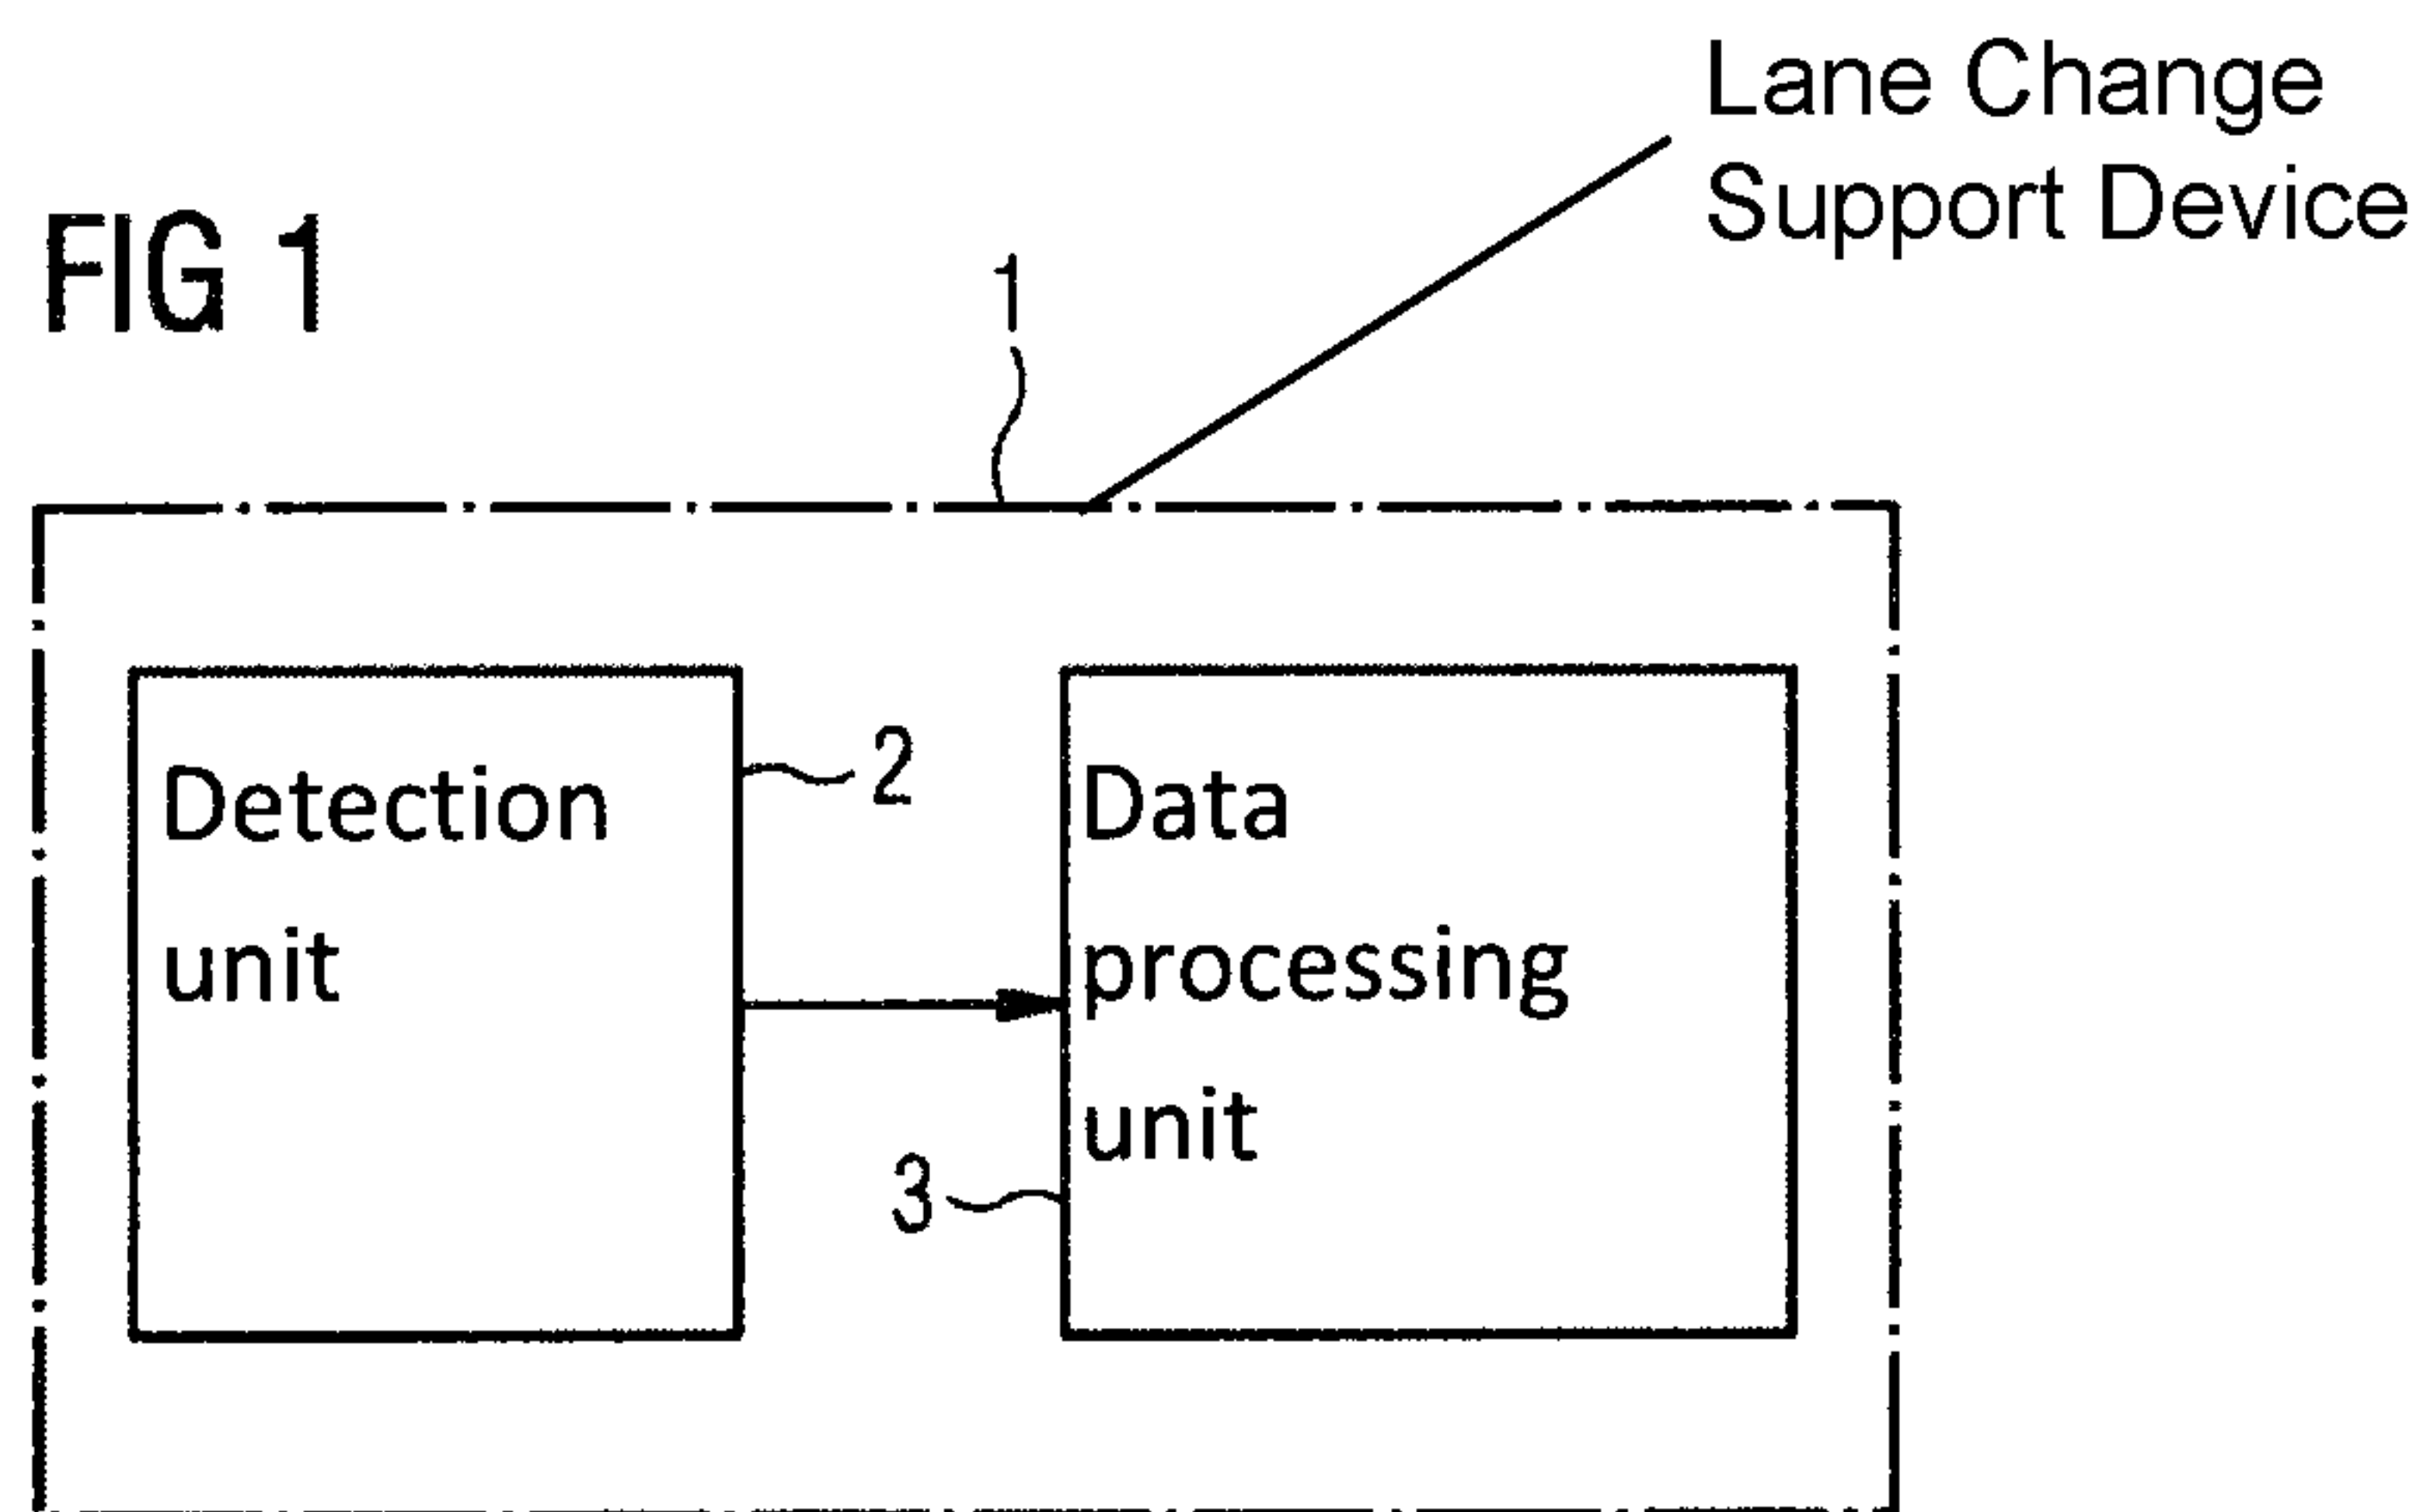 Lane Change
Support Device
FIG 1
1
Detection
unit
2
Data
processing
unit
3